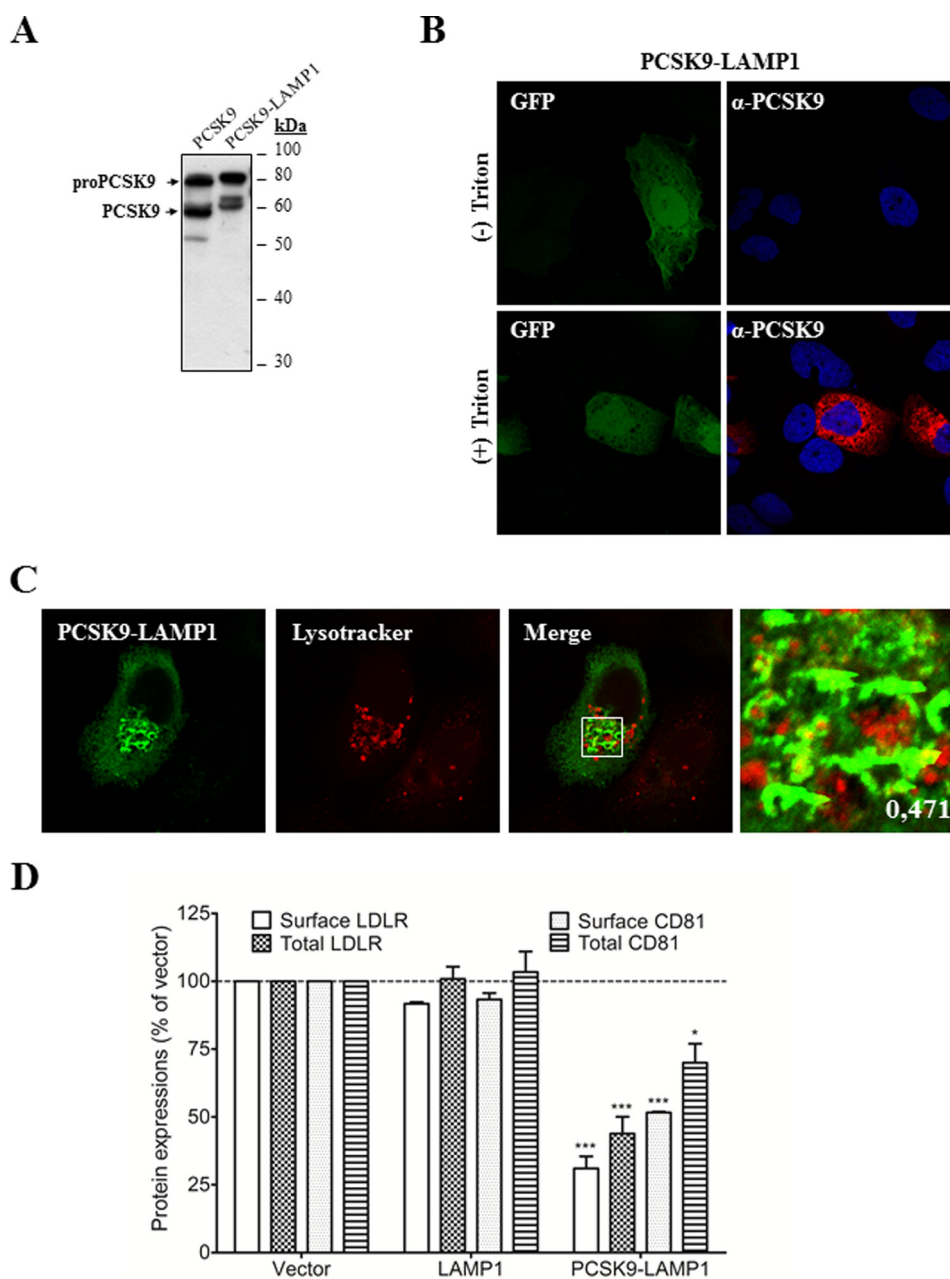 A
PCSK9
PCSK9-LAMP1
kDa
100
proPCSK9
80
PCSK9
60
50
40
30
B
PCSK9-LAMP1
GFP
α-PCSK9
(-) Triton
GFP
α-PCSK9
(+) Triton
C
PCSK9-LAMP1
Lysotracker
Merge
0,471
D
Protein expressions (% of vector)
125
100
75
50
25
0
Surface LDLR
Total LDLR
Surface CD81
Total CD81
***
***
***
*
Vector
LAMP1
PCSK9-LAMP1